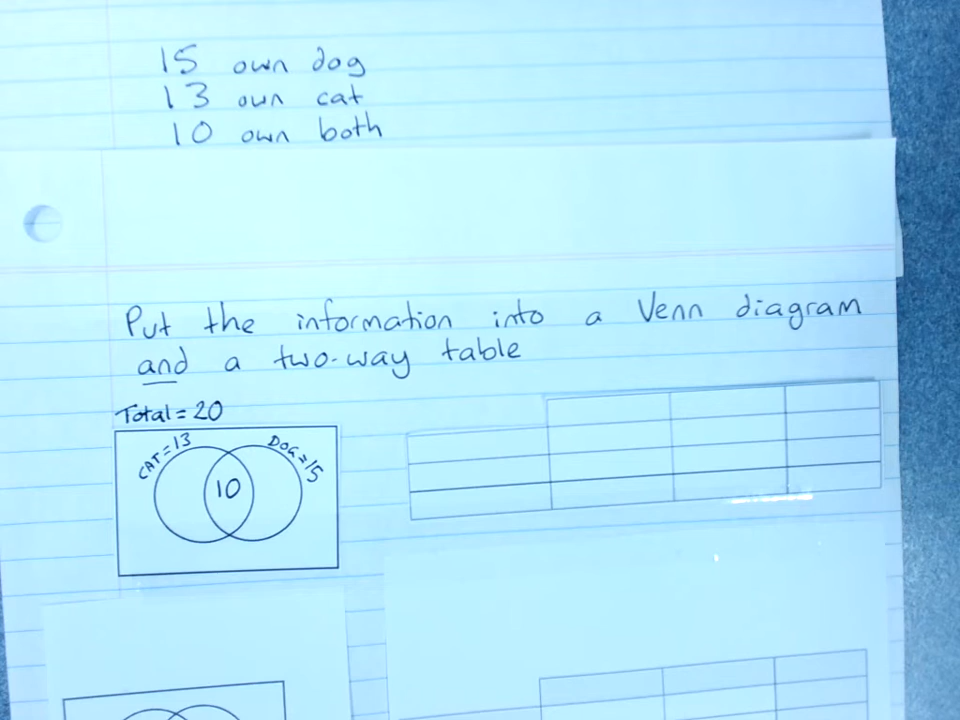 15 own dog
13 own cat
10 own both
Put the information into a Venn diagram
and a two-way table
Total = 20
CAT = 13
DOG = 15
10